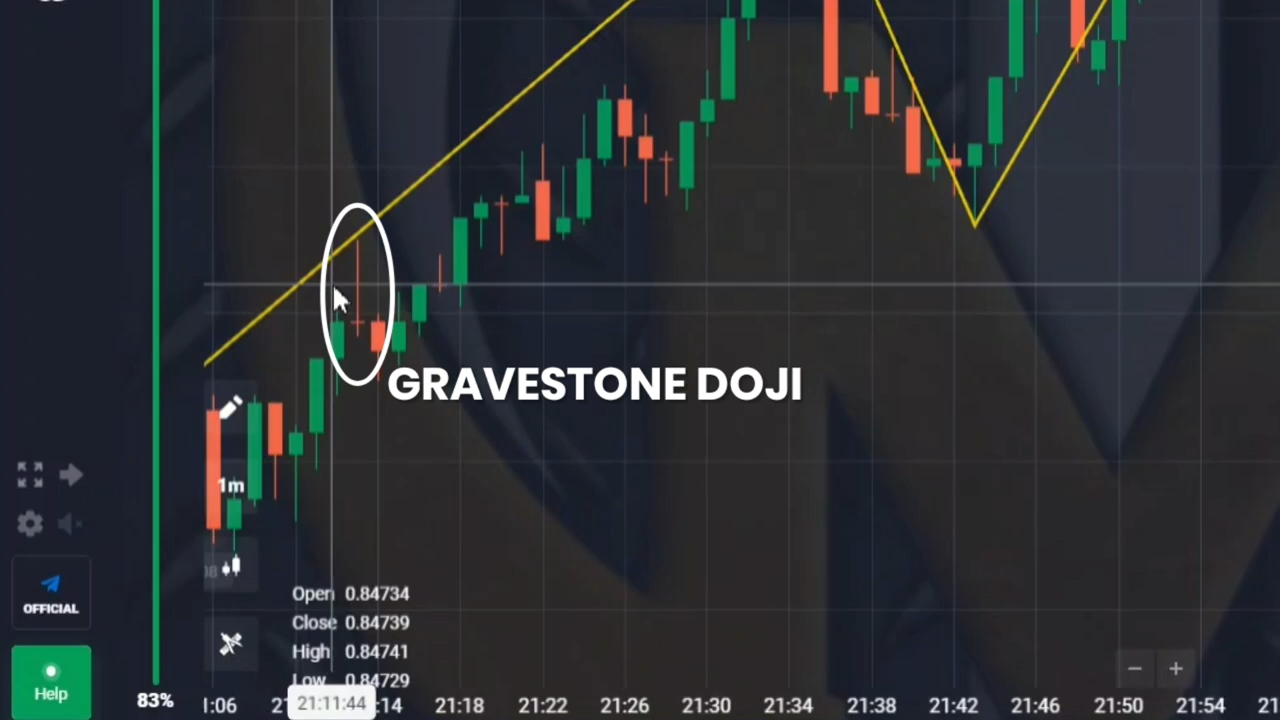 GRAVESTONE DOJI
1m
Open 0.84734
Close 0.84739
High 0.84741
Low 0.84729
OFFICIAL
Help
83%
21:11:44
21:18 21:22 21:26 21:30 21:34 21:38 21:42 21:46 21:50 21:54